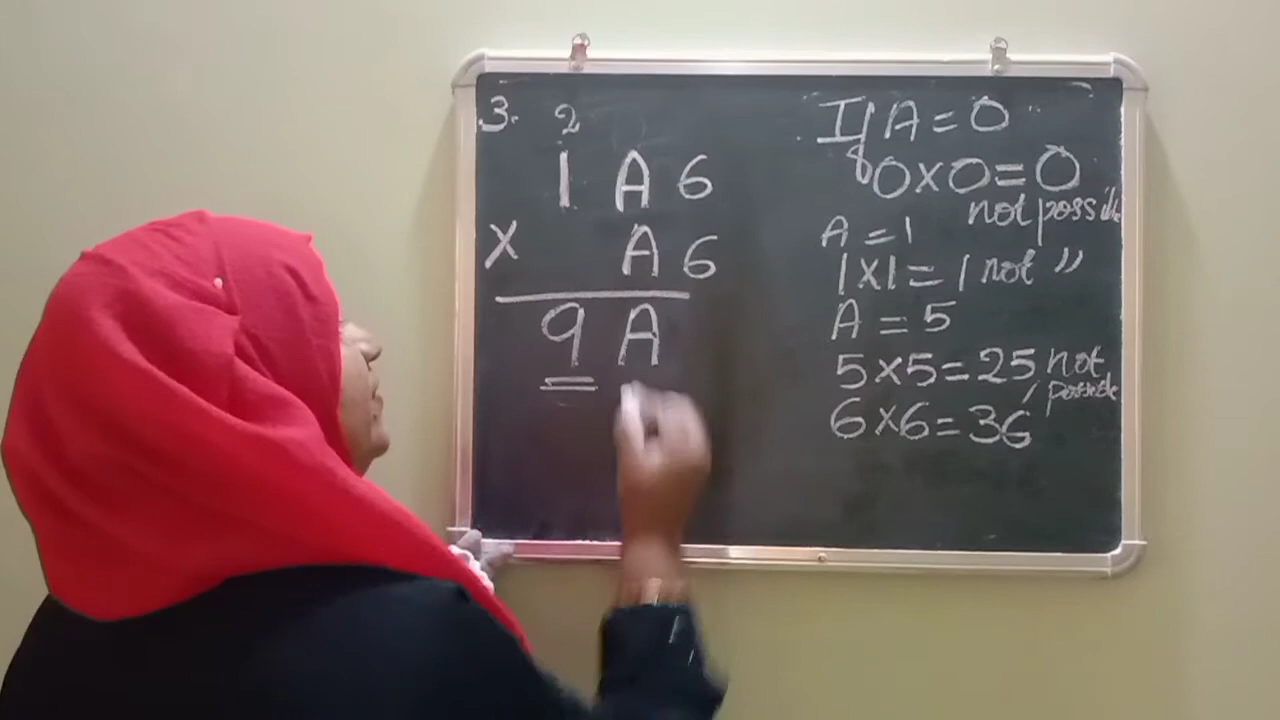 3. 2
1 A 6
× A 6
9 A
If A = 0
0×0=0
not possible
A = 1
1×1=1 not "
A = 5
5×5=25 not
possible
6×6=36